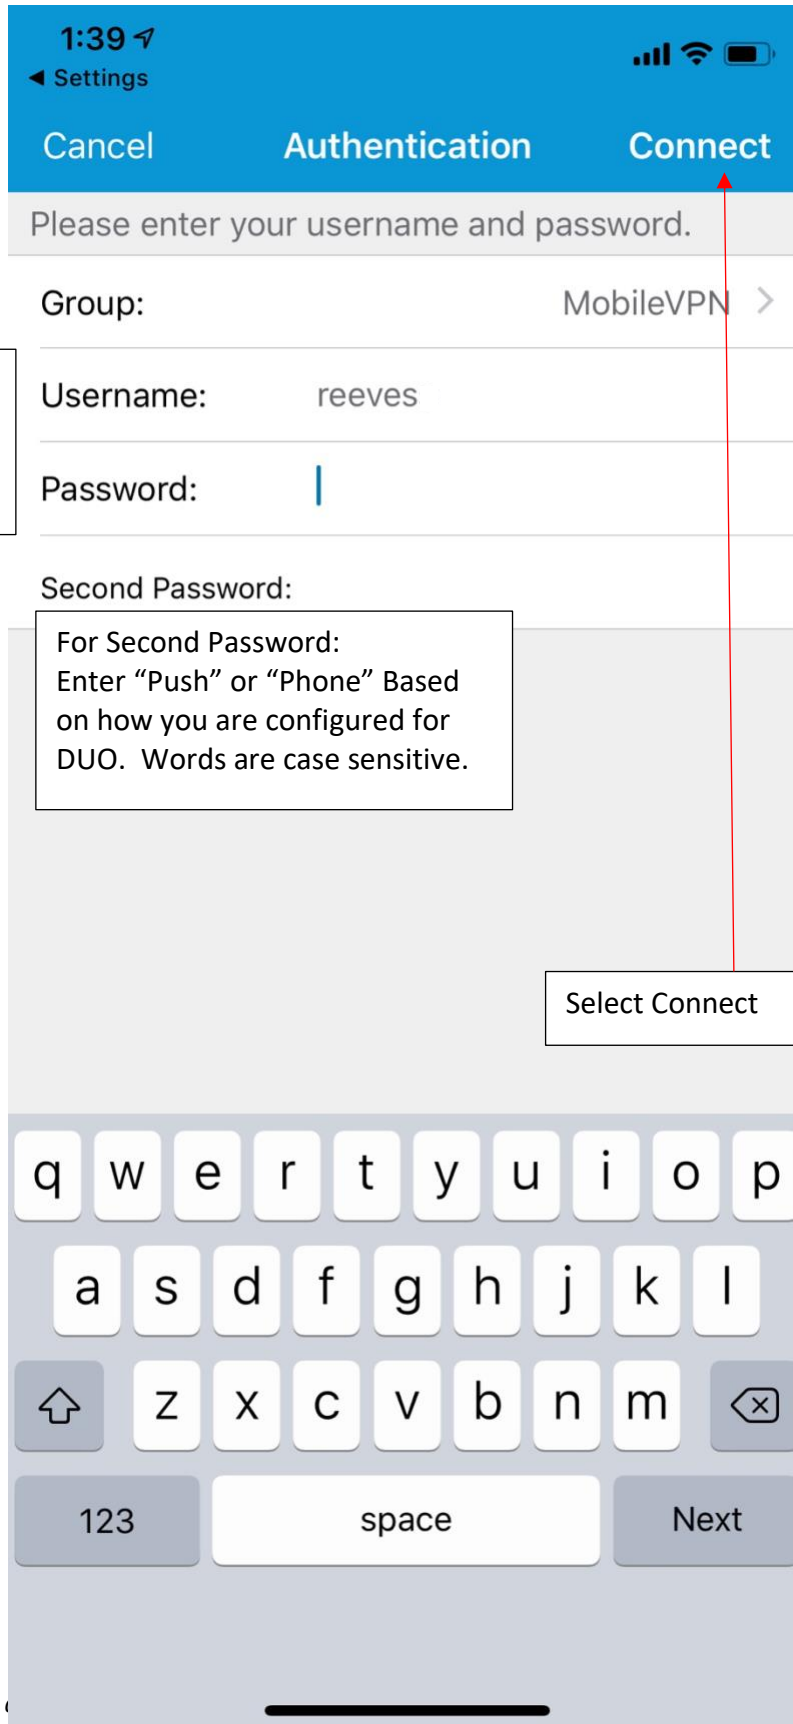 1:39
Settings
Cancel Authentication Connect
Please enter your username and password.
Group: MobileVPN
Username: reeves
Password:
Second Password:
For Second Password:
Enter “Push” or “Phone” Based
on how you are configured for
DUO. Words are case sensitive.
Select Connect
q w e r t y u i o p
a s d f g h j k l
z x c v b n m
123 space Next